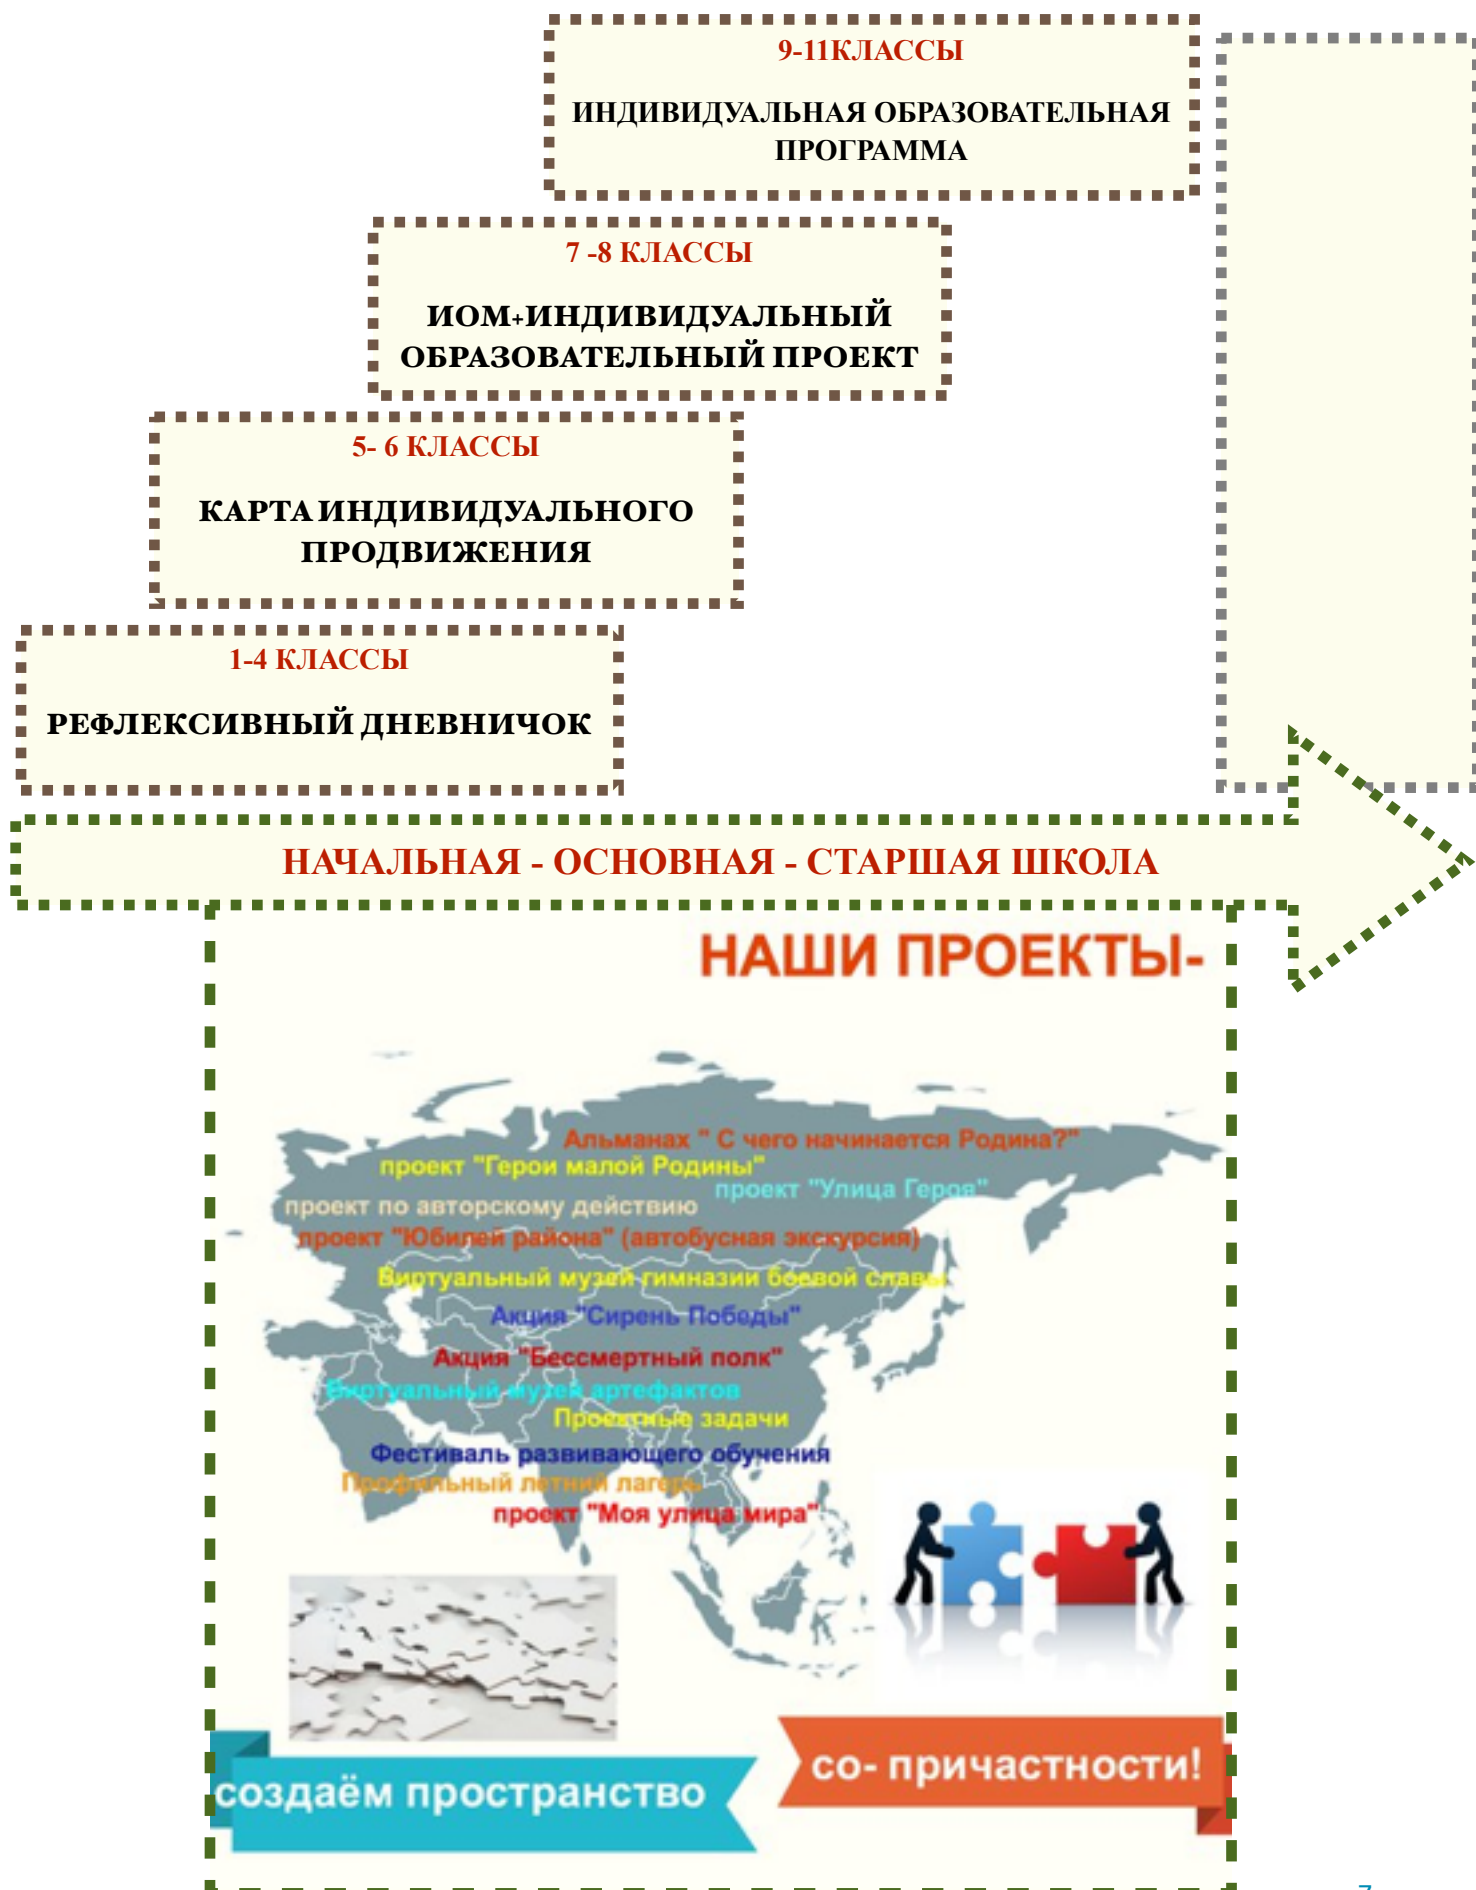 9-11КЛАССЫ
ИНДИВИДУАЛЬНАЯ ОБРАЗОВАТЕЛЬНАЯ
ПРОГРАММА
7 -8 КЛАССЫ
ИОМ+ИНДИВИДУАЛЬНЫЙ
ОБРАЗОВАТЕЛЬНЫЙ ПРОЕКТ
5- 6 КЛАССЫ
КАРТА ИНДИВИДУАЛЬНОГО
ПРОДВИЖЕНИЯ
1-4 КЛАССЫ
РЕФЛЕКСИВНЫЙ ДНЕВНИЧОК
НАЧАЛЬНАЯ - ОСНОВНАЯ - СТАРШАЯ ШКОЛА
НАШИ ПРОЕКТЫ-
Альманах " С чего начинается Родина?"
проект "Герои малой Родины"
проект "Улица Героя"
проект по авторскому действию
проект "Юбилей района" (автобусная экскурсия)
Виртуальный музей гимназии боевой славы
Акция "Сирень Победы"
Акция "Бессмертный полк"
Виртуальный музей артефактов
Проектные задачи
Фестиваль развивающего обучения
Профильный летний лагерь
проект "Моя улица мира"
создаём пространство
со- причастности!